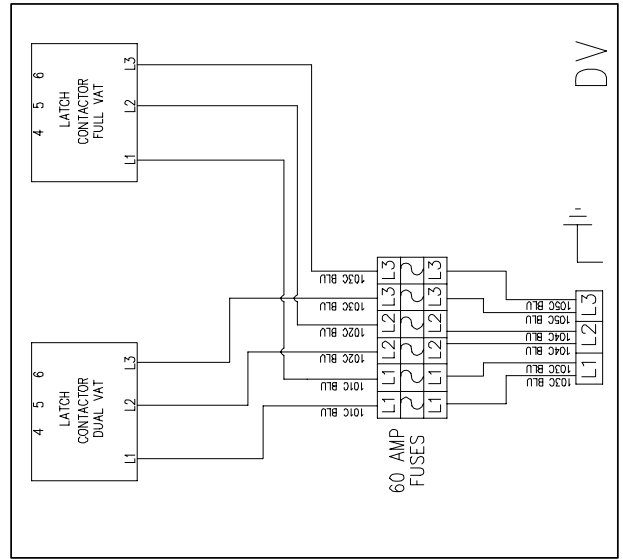 6
5
4
LATCH
CONTACTOR
FULL VAT
L3
L2
L1
6
5
4
LATCH
CONTACTOR
DUAL VAT
L3
L2
L1
103C BLU
103C BLU
102C BLU
102C BLU
101C BLU
101C BLU
L3 L3
L3 L3
L2 L2
L2 L2
L1 L1
L1 L1
60 AMP
FUSES
105C BLU
105C BLU
104C BLU
104C BLU
103C BLU
103C BLU
L3
L2
L1
DV